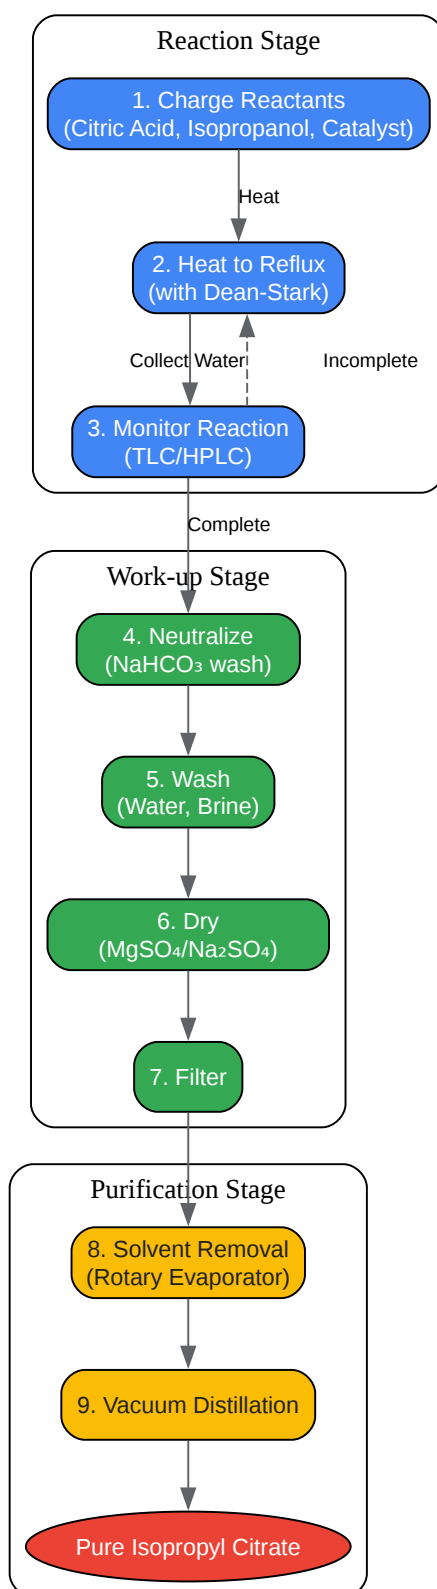 Reaction Stage
1. Charge Reactants
(Citric Acid, Isopropanol, Catalyst)
Heat
2. Heat to Reflux
(with Dean-Stark)
Collect Water
Incomplete
3. Monitor Reaction
(TLC/HPLC)
Complete
Work-up Stage
4. Neutralize
(NaHCO₃ wash)
5. Wash
(Water, Brine)
6. Dry
(MgSO₄/Na₂SO₄)
7. Filter
Purification Stage
8. Solvent Removal
(Rotary Evaporator)
9. Vacuum Distillation
Pure Isopropyl Citrate